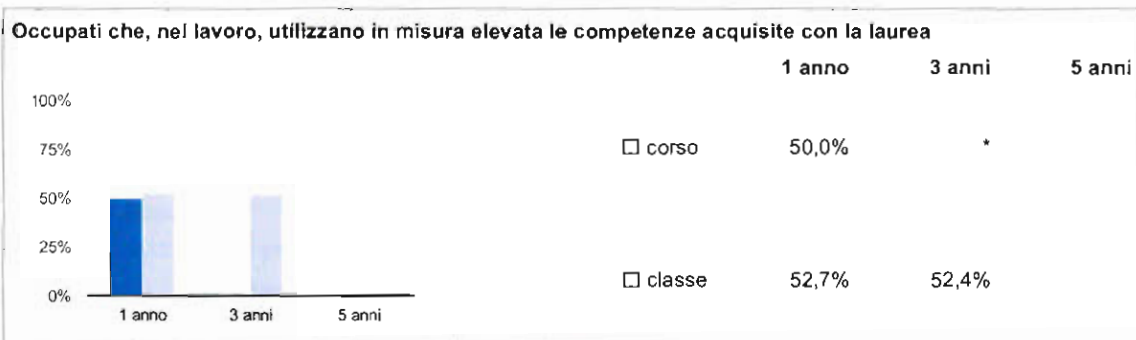 Occupati che, nel lavoro, utilizzano in misura elevata le competenze acquisite con la laurea
1 anno 3 anni 5 anni
100%
75%
50%
25%
0%
1 anno 3 anni 5 anni
corso 50,0% *
classe 52,7% 52,4%